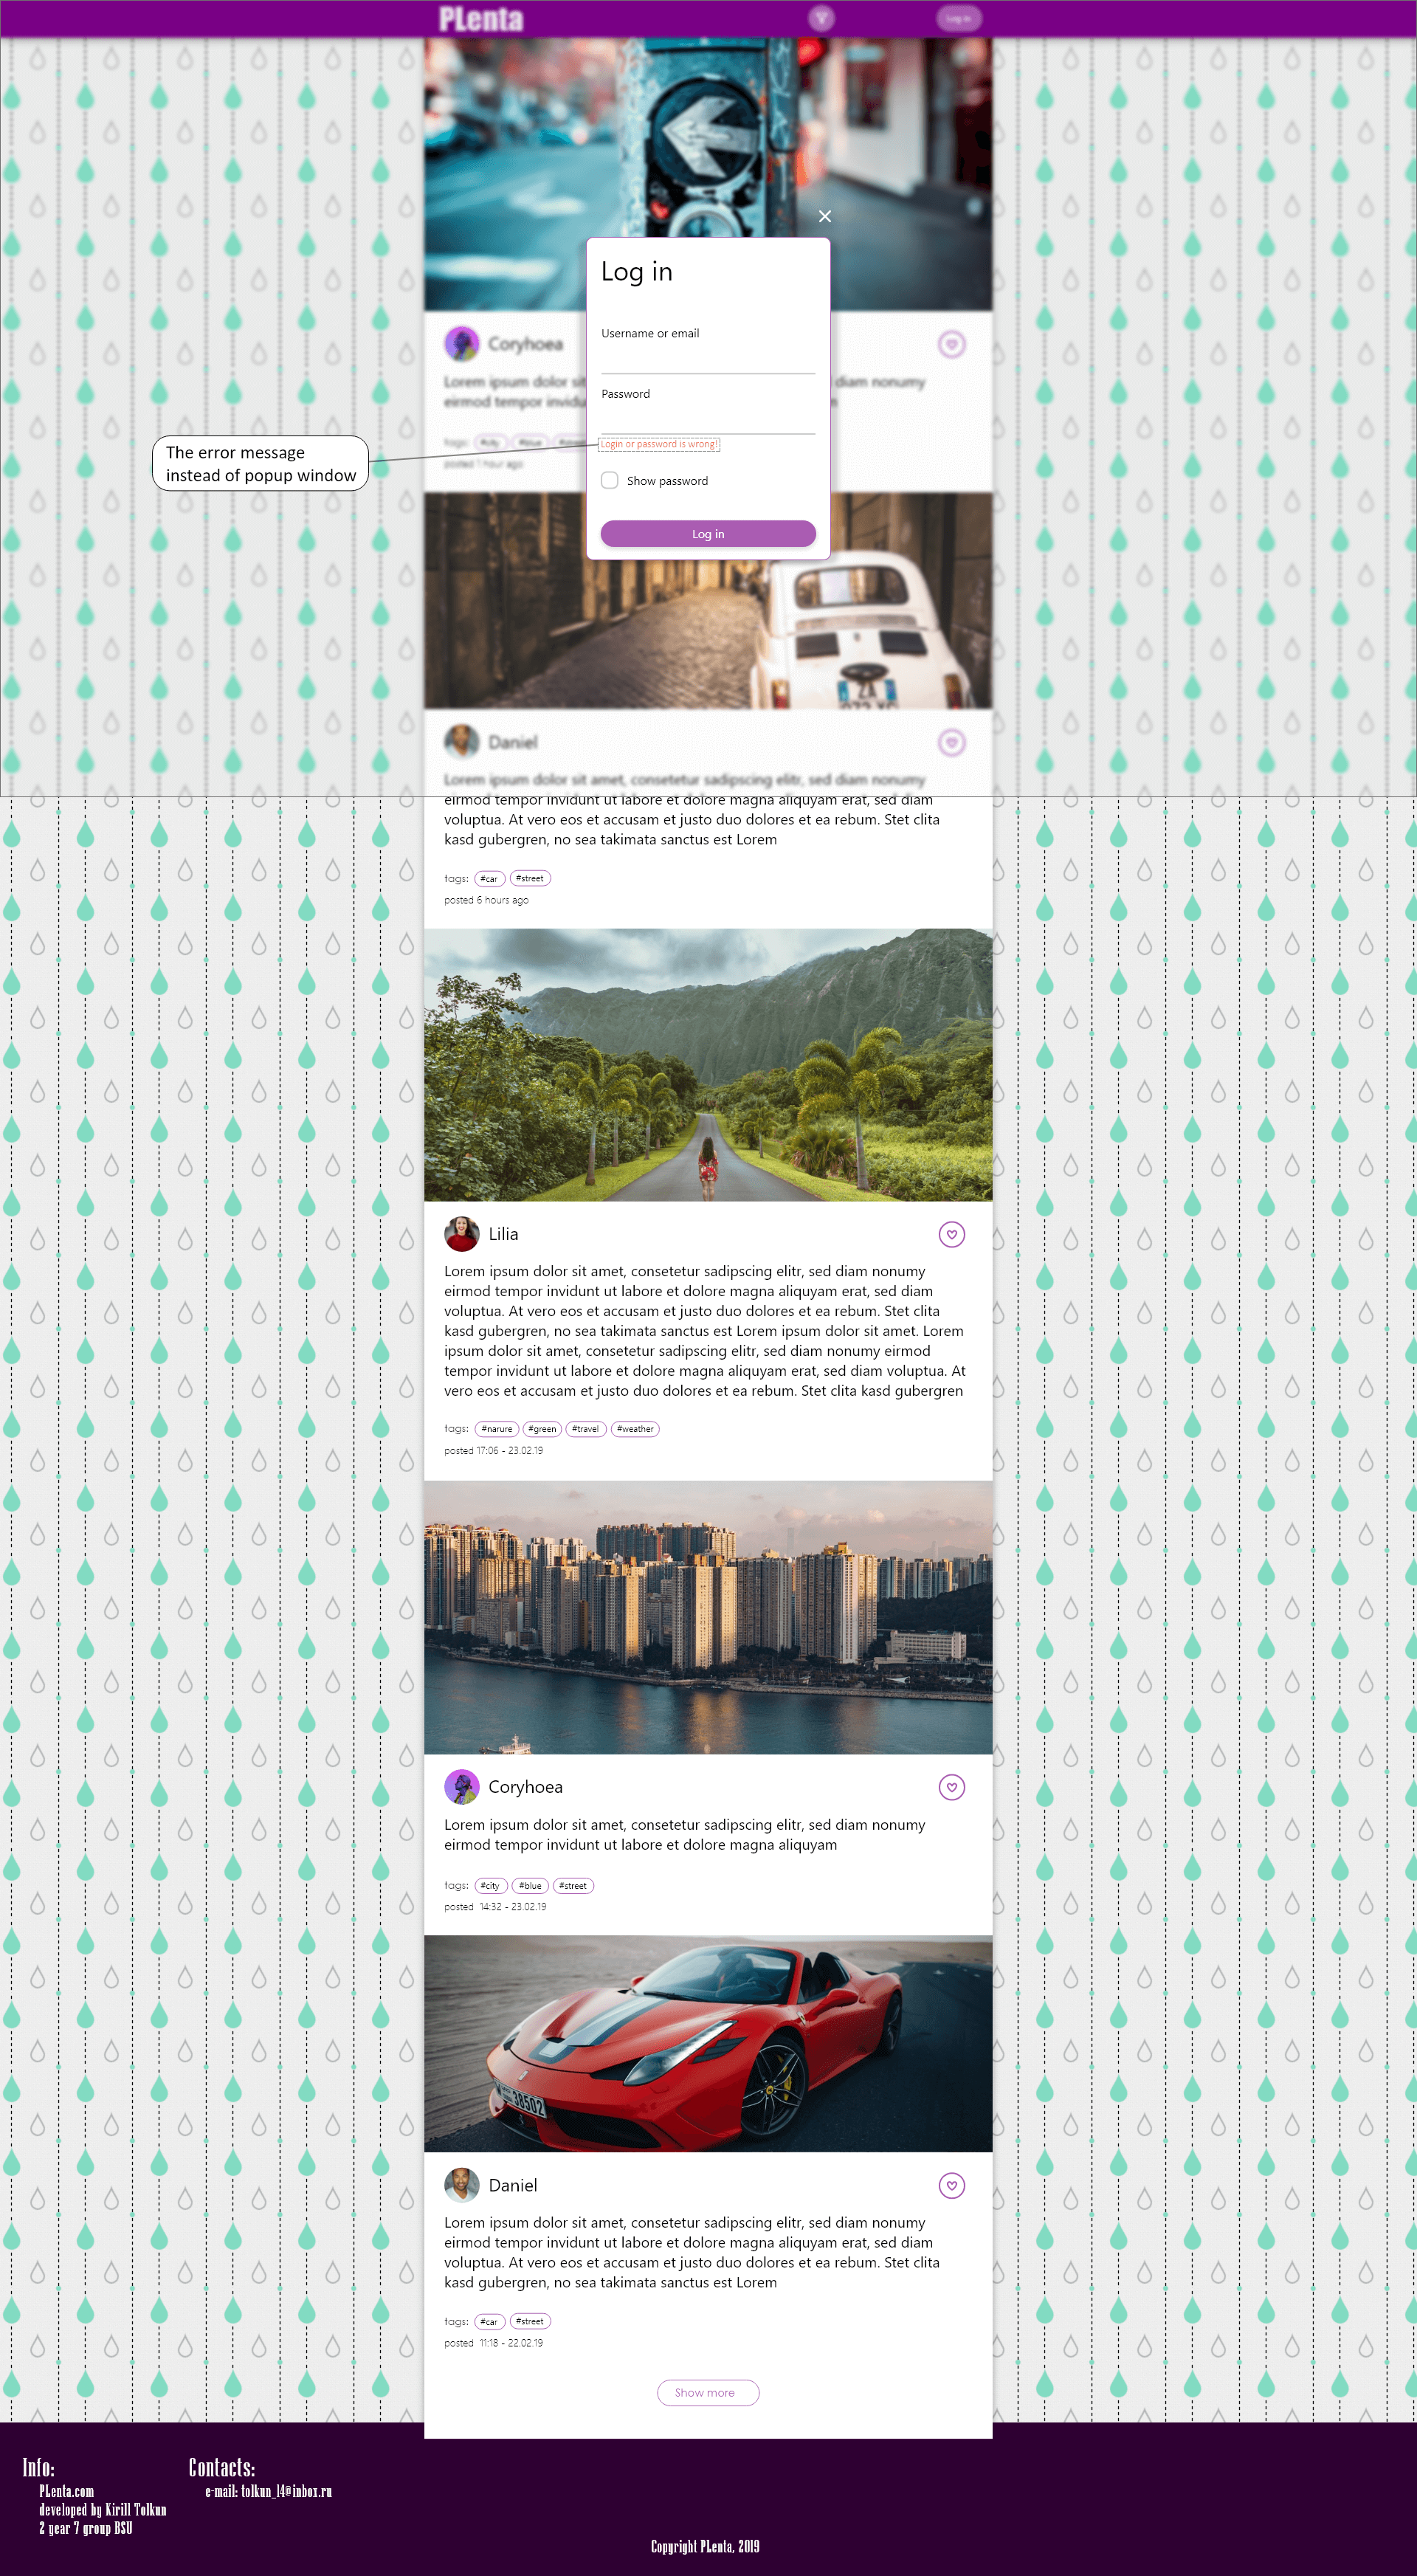 PLenta
Log in
Log in
Username or email
Password
Login or password is wrong!
Show password
Log in
The error message
instead of popup window
Coryhoea
Lorem ipsum dolor sit
diam nonumy
eirmod tempor invidu
tags: #city #blue #stree
posted 1 hour ago
Daniel
Lorem ipsum dolor sit amet, consetetur sadipscing elitr, sed diam nonumy
eirmod tempor invidunt ut labore et dolore magna aliquyam erat, sed diam
voluptua. At vero eos et accusam et justo duo dolores et ea rebum. Stet clita
kasd gubergren, no sea takimata sanctus est Lorem
tags: #car #street
posted 6 hours ago
Lilia
Lorem ipsum dolor sit amet, consetetur sadipscing elitr, sed diam nonumy
eirmod tempor invidunt ut labore et dolore magna aliquyam erat, sed diam
voluptua. At vero eos et accusam et justo duo dolores et ea rebum. Stet clita
kasd gubergren, no sea takimata sanctus est Lorem ipsum dolor sit amet. Lorem
ipsum dolor sit amet, consetetur sadipscing elitr, sed diam nonumy eirmod
tempor invidunt ut labore et dolore magna aliquyam erat, sed diam voluptua. At
vero eos et accusam et justo duo dolores et ea rebum. Stet clita kasd gubergren
tags: #narure #green #travel #weather
posted 17:06 - 23.02.19
Coryhoea
Lorem ipsum dolor sit amet, consetetur sadipscing elitr, sed diam nonumy
eirmod tempor invidunt ut labore et dolore magna aliquyam
tags: #city #blue #street
posted 14:32 - 23.02.19
38502
Daniel
Lorem ipsum dolor sit amet, consetetur sadipscing elitr, sed diam nonumy
eirmod tempor invidunt ut labore et dolore magna aliquyam erat, sed diam
voluptua. At vero eos et accusam et justo duo dolores et ea rebum. Stet clita
kasd gubergren, no sea takimata sanctus est Lorem
tags: #car #street
posted 11:18 - 22.02.19
Show more
Info:
PLenta.com
developed by Kirill Tolkun
2 year 7 group BSU
Contacts:
e-mail: tolkun_14@inbox.ru
Copyright PLenta, 2019